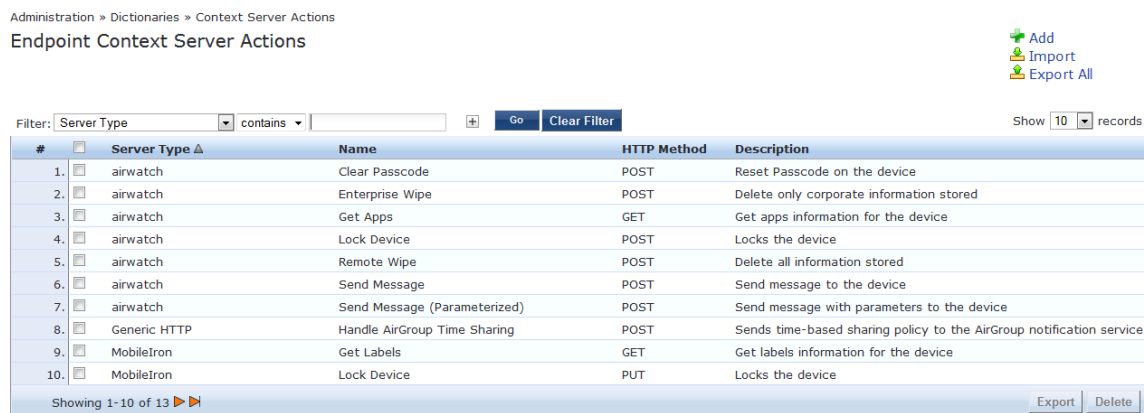 Administration » Dictionaries » Context Server Actions
Endpoint Context Server Actions
Add
Import
Export All
Filter: Server Type contains Go Clear Filter Show 10 records
# Server Type Name HTTP Method Description
1. airwatch Clear Passcode POST Reset Passcode on the device
2. airwatch Enterprise Wipe POST Delete only corporate information stored
3. airwatch Get Apps GET Get apps information for the device
4. airwatch Lock Device POST Locks the device
5. airwatch Remote Wipe POST Delete all information stored
6. airwatch Send Message POST Send message to the device
7. airwatch Send Message (Parameterized) POST Send message with parameters to the device
8. Generic HTTP Handle AirGroup Time Sharing POST Sends time-based sharing policy to the AirGroup notification service
9. MobileIron Get Labels GET Get labels information for the device
10. MobileIron Lock Device PUT Locks the device
Showing 1-10 of 13 Export Delete